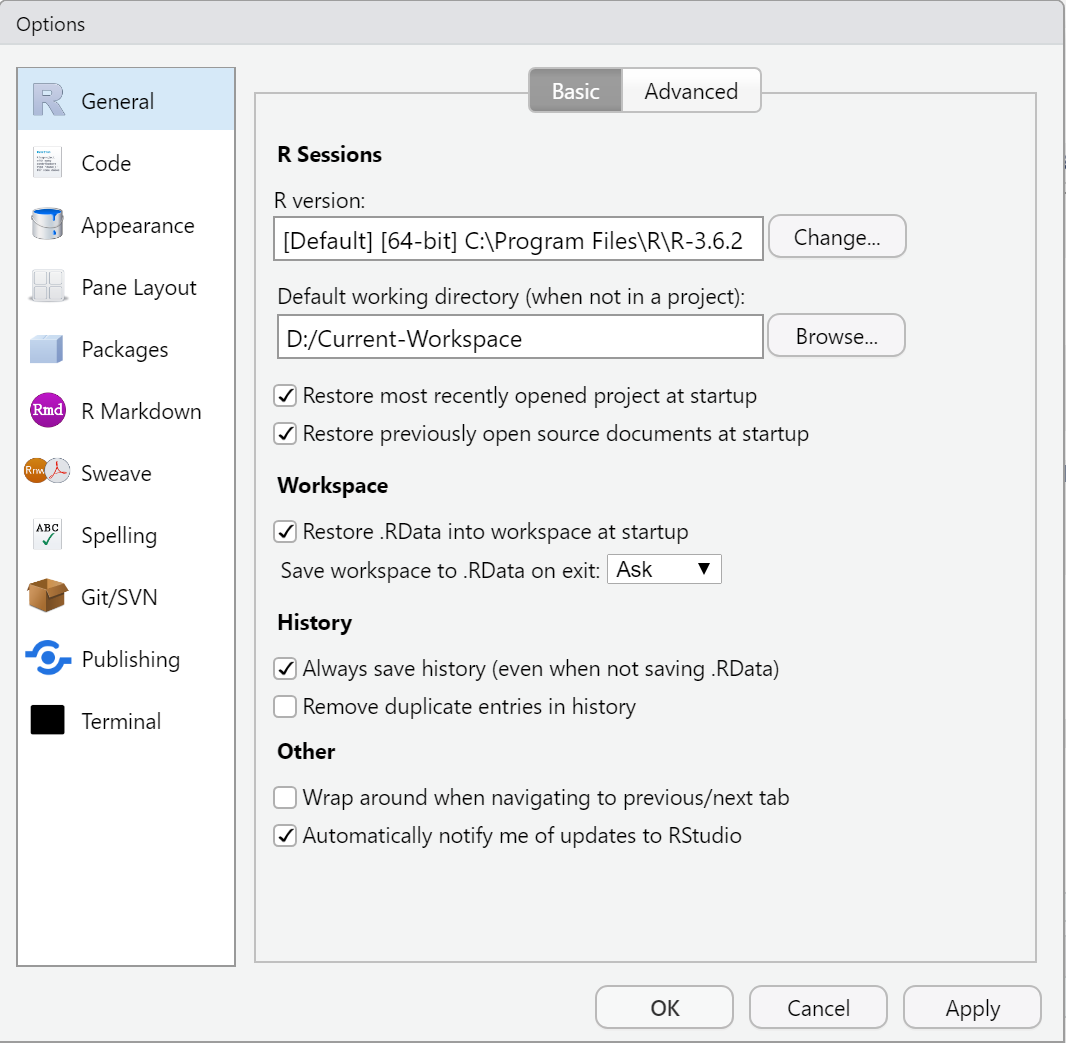 Options
General
Code
Appearance
Pane Layout
Packages
Rmd R Markdown
Rnw Sweave
ABC Spelling
Git/SVN
Publishing
Terminal
Basic Advanced
R Sessions
R version:
[Default] [64-bit] C:\Program Files\R\R-3.6.2 Change...
Default working directory (when not in a project):
D:/Current-Workspace Browse...
Restore most recently opened project at startup
Restore previously open source documents at startup
Workspace
Restore .RData into workspace at startup
Save workspace to .RData on exit: Ask
History
Always save history (even when not saving .RData)
Remove duplicate entries in history
Other
Wrap around when navigating to previous/next tab
Automatically notify me of updates to RStudio
OK Cancel Apply